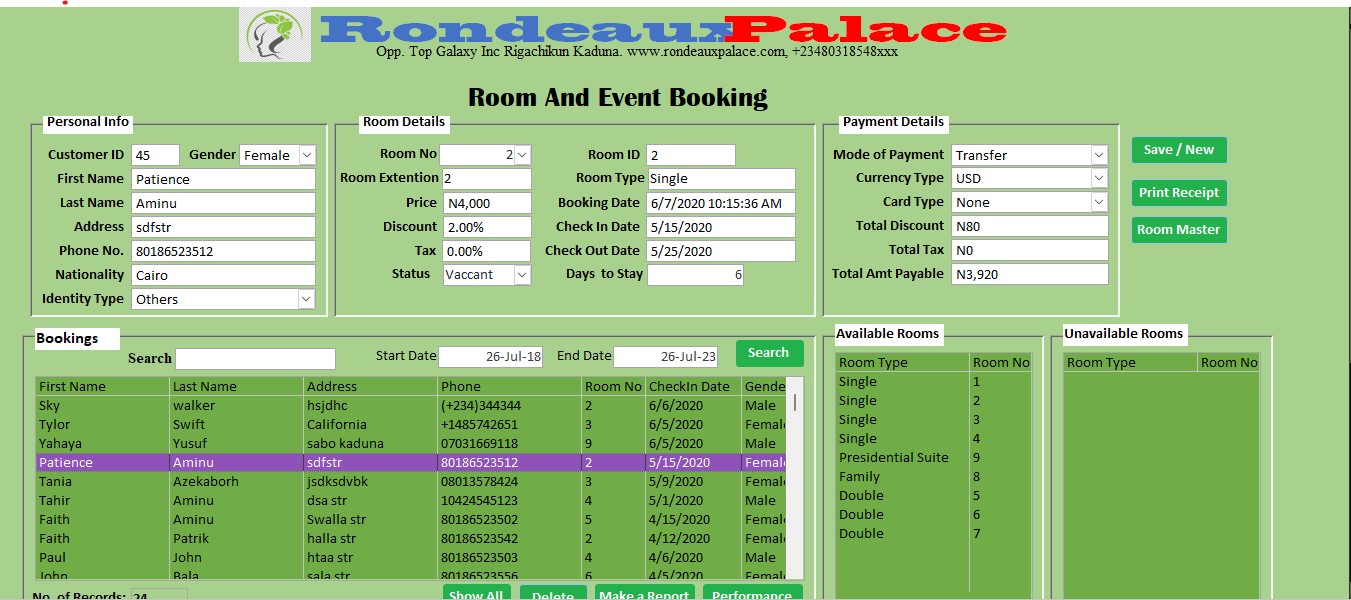 RondeauxPalace
Opp. Top Galaxy Inc Rigachikun Kaduna. www.rondeauxpalace.com, +23480318548xxx
Room And Event Booking
Personal Info
Customer ID 45 Gender Female
First Name Patience
Last Name Aminu
Address sdfstr
Phone No. 80186523512
Nationality Cairo
Identity Type Others
Room Details
Room No 2 Room ID 2
Room Extention 2 Room Type Single
Price N4,000 Booking Date 6/7/2020 10:15:36 AM
Discount 2.00% Check In Date 5/15/2020
Tax 0.00% Check Out Date 5/25/2020
Status Vaccant Days to Stay 6
Payment Details
Mode of Payment Transfer
Currency Type USD
Card Type None
Total Discount N80
Total Tax N0
Total Amt Payable N3,920
Save / New
Print Receipt
Room Master
Bookings
Search Start Date 26-Jul-18 End Date 26-Jul-23 Search
First Name Last Name Address Phone Room No CheckIn Date Gende
Sky walker hsjdhc (+234)344344 2 6/6/2020 Male
Tylor Swift California +1485742651 3 6/5/2020 Femal
Yahaya Yusuf sabo kaduna 07031669118 9 6/5/2020 Male
Patience Aminu sdfstr 80186523512 2 5/15/2020 Femal
Tania Azekaborh jsdksdvbk 08013578424 3 5/9/2020 Femal
Tahir Aminu dsa str 10424545123 4 5/1/2020 Male
Faith Aminu Swalla str 80186523502 5 4/15/2020 Femal
Faith Patrik halla str 80186523542 2 4/12/2020 Femal
Paul John htaa str 80186523503 4 4/6/2020 Male
John Bala sala str 80186523556 6 4/5/2020 Femal
No. of Records: 24 Show All Delete Make a Report Performance
Available Rooms
Room Type Room No
Single 1
Single 2
Single 3
Single 4
Presidential Suite 9
Family 8
Double 5
Double 6
Double 7
Unavailable Rooms
Room Type Room No